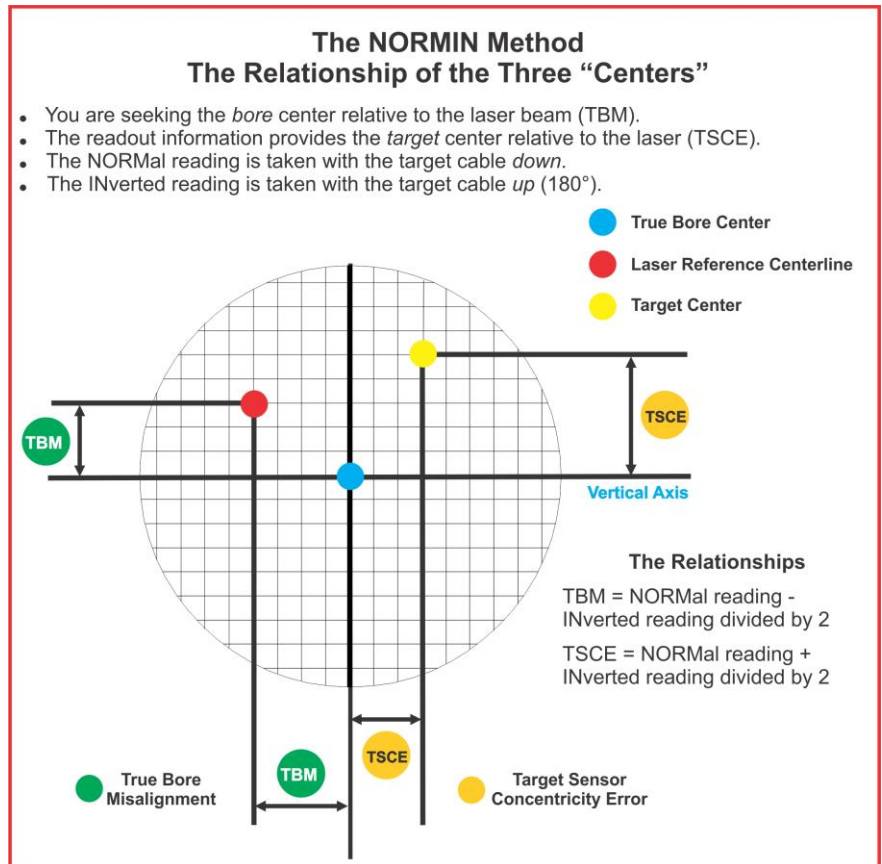 The NORMIN Method
The Relationship of the Three “Centers”
• You are seeking the bore center relative to the laser beam (TBM).
• The readout information provides the target center relative to the laser (TSCE).
• The NORMal reading is taken with the target cable down.
• The INverted reading is taken with the target cable up (180°).
True Bore Center
Laser Reference Centerline
Target Center
TBM
TSCE
Vertical Axis
The Relationships
TBM = NORMal reading -
INverted reading divided by 2
TSCE = NORMal reading +
INverted reading divided by 2
TSCE
TBM
True Bore
Misalignment
Target Sensor
Concentricity Error